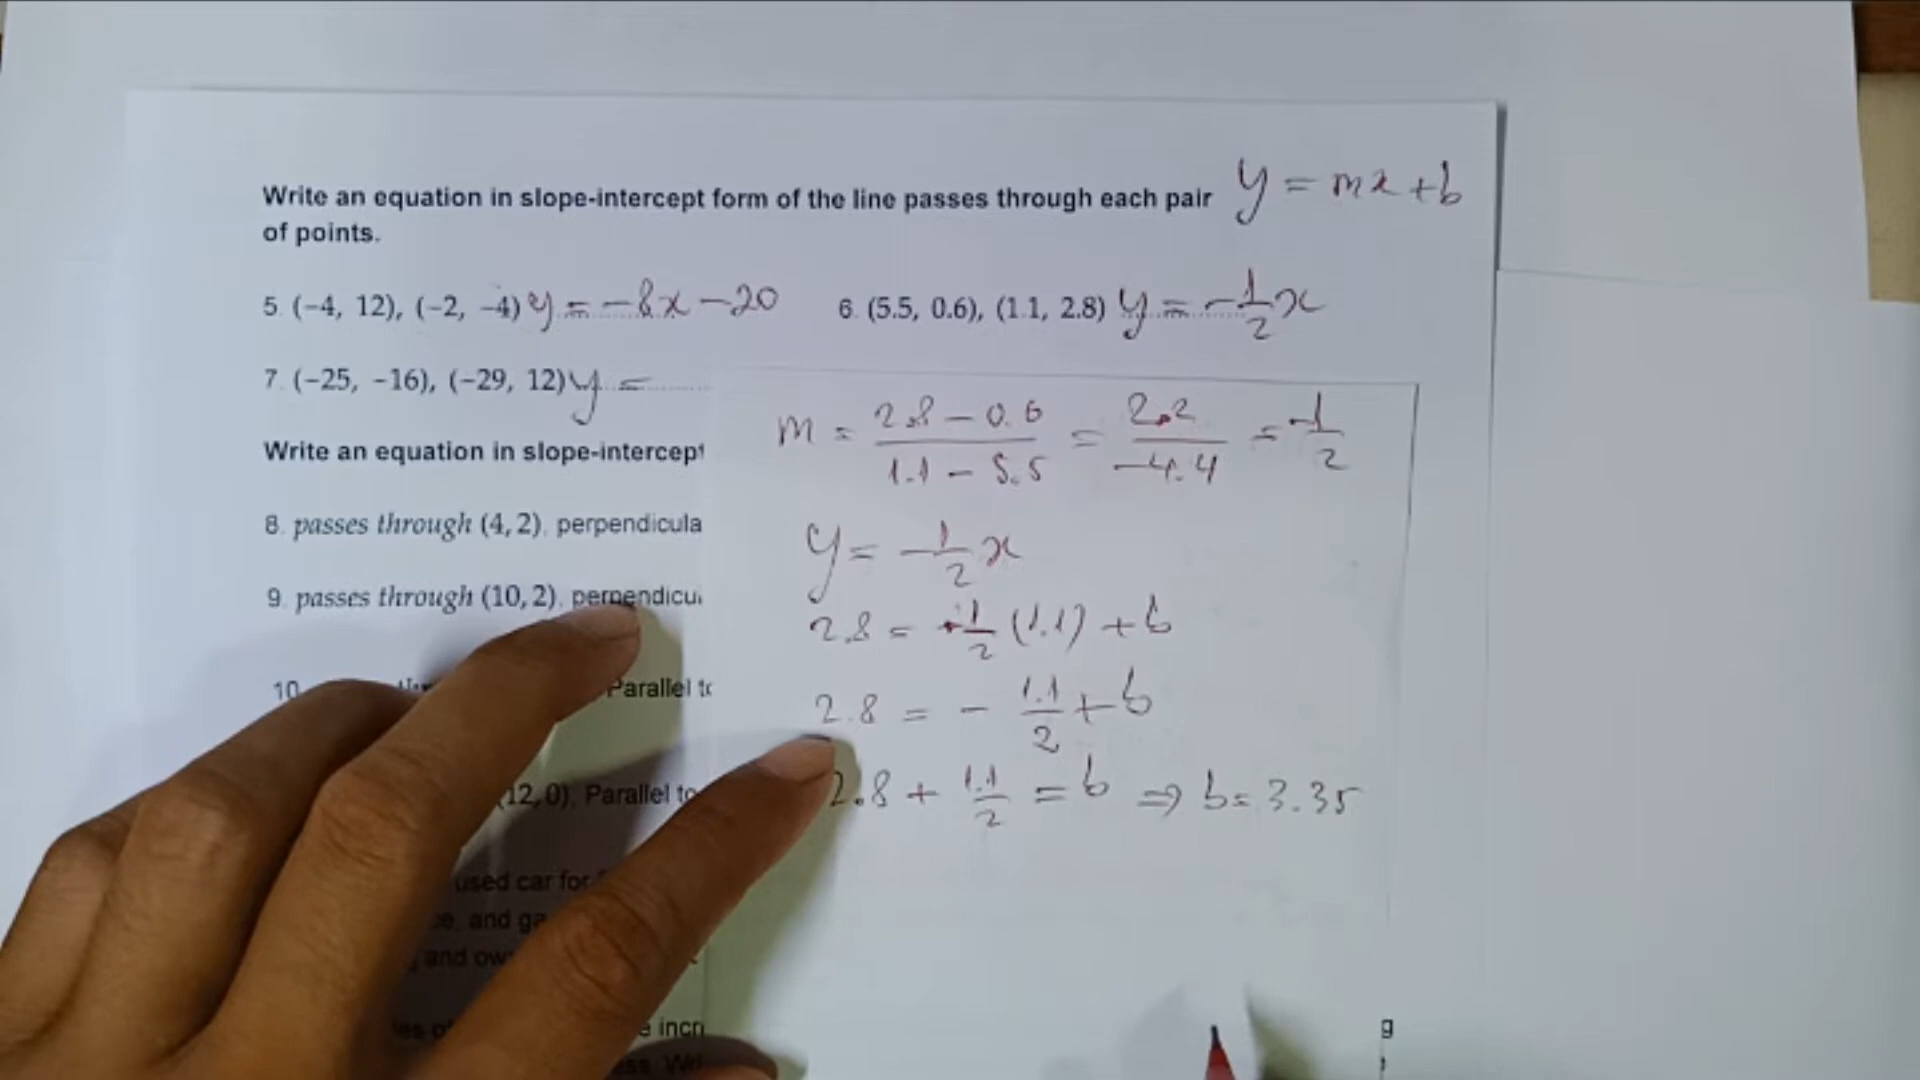 Write an equation in slope-intercept form of the line passes through each pair y = mx + b
of points.
5. (−4, 12), (−2, −4) y = −8x − 20
6. (5.5, 0.6), (1.1, 2.8) y = −1/2 x
7. (−25, −16), (−29, 12) y =
Write an equation in slope-intercept
8. passes through (4, 2), perpendicula
9. passes through (10, 2), perpendicu
10.
Parallel to
(12, 0), Parallel to
used car for
and
and
m = (2.8 − 0.6)/(1.1 − 5.5) = 2.2/−4.4 = −1/2
y = −1/2 x
2.8 = −1/2 (1.1) + b
2.8 = − 1.1/2 + b
2.8 + 1.1/2 = b ⇒ b = 3.35
g